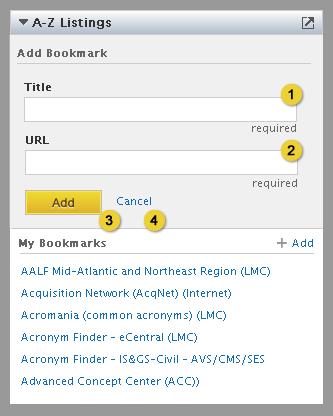 A-Z Listings
Add Bookmark
Title
1
required
URL
2
required
Add Cancel
3 4
My Bookmarks + Add
AALF Mid-Atlantic and Northeast Region (LMC)
Acquisition Network (AcqNet) (Internet)
Acromania (common acronyms) (LMC)
Acronym Finder - eCentral (LMC)
Acronym Finder - IS&GS-Civil - AVS/CMS/SES
Advanced Concept Center (ACC))